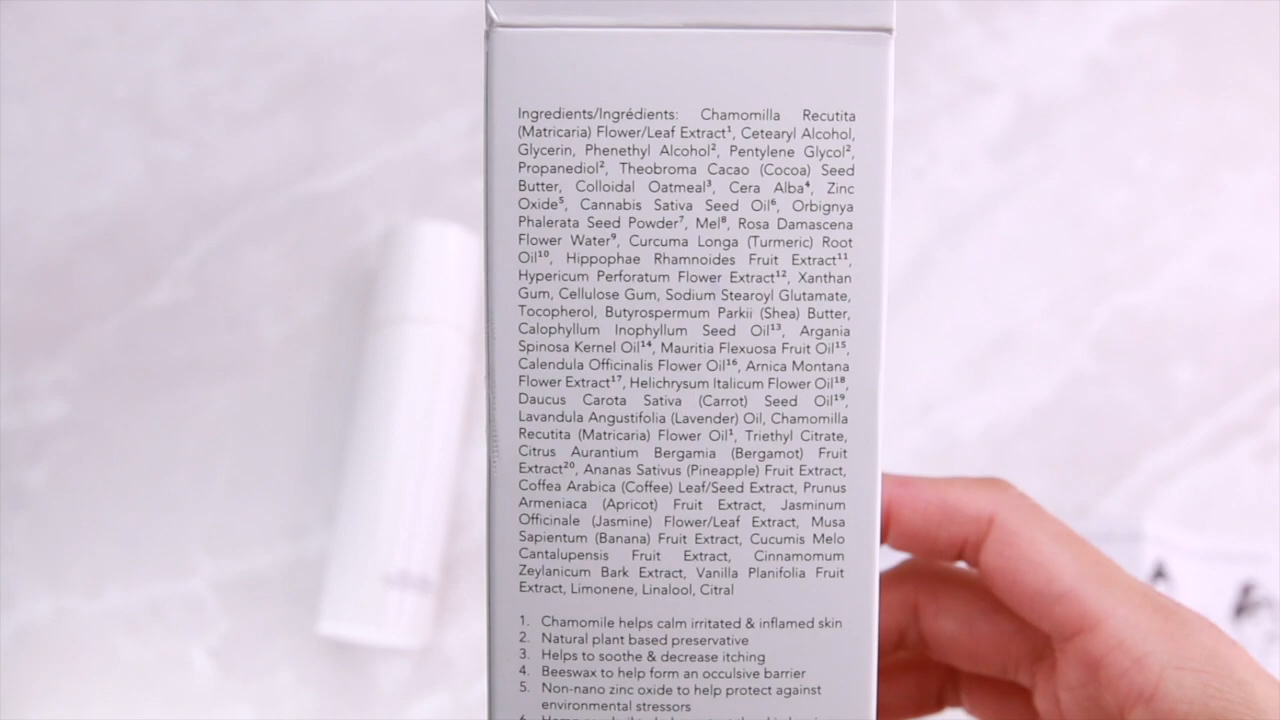 Ingredients/Ingrédients: Chamomilla Recutita
(Matricaria) Flower/Leaf Extract¹, Cetearyl Alcohol,
Glycerin, Phenethyl Alcohol², Pentylene Glycol²,
Propanediol², Theobroma Cacao (Cocoa) Seed
Butter, Colloidal Oatmeal³, Cera Alba⁴, Zinc
Oxide⁵, Cannabis Sativa Seed Oil⁶, Orbignya
Phalerata Seed Powder⁷, Mel⁸, Rosa Damascena
Flower Water⁹, Curcuma Longa (Turmeric) Root
Oil¹⁰, Hippophae Rhamnoides Fruit Extract¹¹,
Hypericum Perforatum Flower Extract¹², Xanthan
Gum, Cellulose Gum, Sodium Stearoyl Glutamate,
Tocopherol, Butyrospermum Parkii (Shea) Butter,
Calophyllum Inophyllum Seed Oil¹³, Argania
Spinosa Kernel Oil¹⁴, Mauritia Flexuosa Fruit Oil¹⁵,
Calendula Officinalis Flower Oil¹⁶, Arnica Montana
Flower Extract¹⁷, Helichrysum Italicum Flower Oil¹⁸,
Daucus Carota Sativa (Carrot) Seed Oil¹⁹,
Lavandula Angustifolia (Lavender) Oil, Chamomilla
Recutita (Matricaria) Flower Oil¹, Triethyl Citrate,
Citrus Aurantium Bergamia (Bergamot) Fruit
Extract²⁰, Ananas Sativus (Pineapple) Fruit Extract,
Coffea Arabica (Coffee) Leaf/Seed Extract, Prunus
Armeniaca (Apricot) Fruit Extract, Jasminum
Officinale (Jasmine) Flower/Leaf Extract, Musa
Sapientum (Banana) Fruit Extract, Cucumis Melo
Cantalupensis Fruit Extract, Cinnamomum
Zeylanicum Bark Extract, Vanilla Planifolia Fruit
Extract, Limonene, Linalool, Citral
1. Chamomile helps calm irritated & inflamed skin
2. Natural plant based preservative
3. Helps to soothe & decrease itching
4. Beeswax to help form an occulsive barrier
5. Non-nano zinc oxide to help protect against
environmental stressors